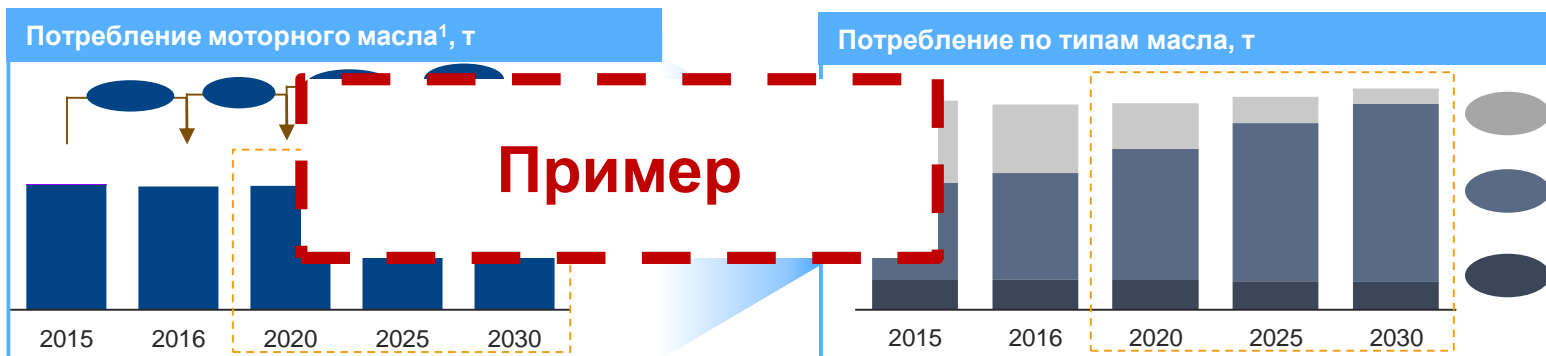 Потребление моторного масла¹, т
Потребление по типам масла, т
Пример
2015 2016 2020 2025 2030
2015 2016 2020 2025 2030